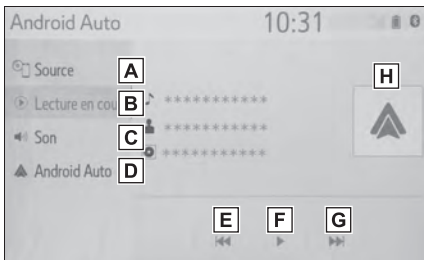 Android Auto 10:31
Source A
Lecture en cou B ***********
Son C ***********
Android Auto D ***********
H
E F G